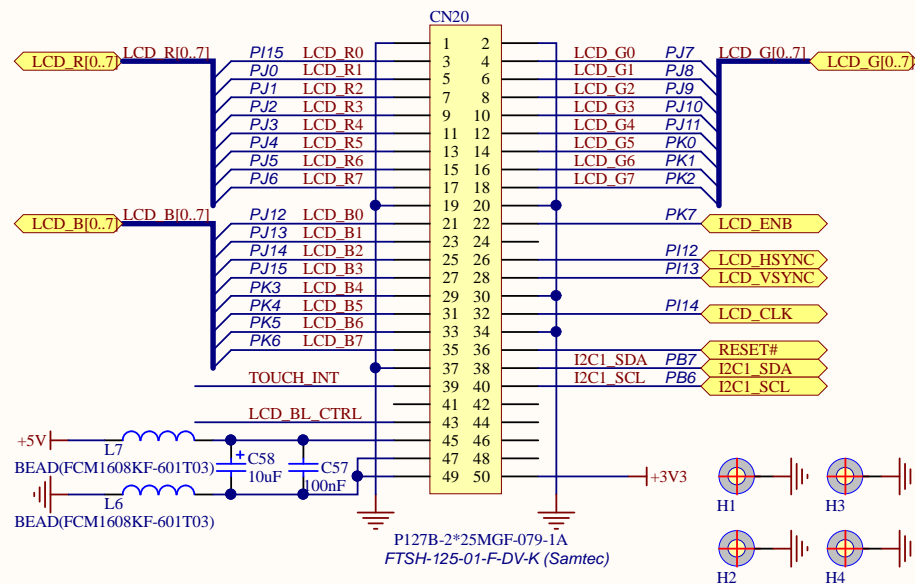 CN20
LCD_R[0..7] LCD_R[0..7] PI15 LCD_R0 1 2 LCD_G0 PJ7 LCD_G[0..7] LCD_G[0..7]
PJ0 LCD_R1 3 4 LCD_G1 PJ8
PJ1 LCD_R2 5 6 LCD_G2 PJ9
PJ2 LCD_R3 7 8 LCD_G3 PJ10
PJ3 LCD_R4 9 10 LCD_G4 PJ11
PJ4 LCD_R5 11 12 LCD_G5 PK0
PJ5 LCD_R6 13 14 LCD_G6 PK1
PJ6 LCD_R7 15 16 LCD_G7 PK2
17 18
19 20
LCD_B[0..7] LCD_B[0..7] PJ12 LCD_B0 21 22 PK7 LCD_ENB
PJ13 LCD_B1 23 24
PJ14 LCD_B2 25 26 PI12 LCD_HSYNC
PJ15 LCD_B3 27 28 PI13 LCD_VSYNC
PK3 LCD_B4 29 30
PK4 LCD_B5 31 32 PI14 LCD_CLK
PK5 LCD_B6 33 34
PK6 LCD_B7 35 36 RESET#
37 38 I2C1_SDA PB7 I2C1_SDA
TOUCH_INT 39 40 I2C1_SCL PB6 I2C1_SCL
41 42
LCD_BL_CTRL 43 44
+5V 45 46
L7 + C58 C57 47 48
BEAD(FCM1608KF-601T03) 10uF 100nF 49 50 +3V3
L6 H1 H3
BEAD(FCM1608KF-601T03)
P127B-2*25MGF-079-1A
FTSH-125-01-F-DV-K (Samtec)
H2 H4